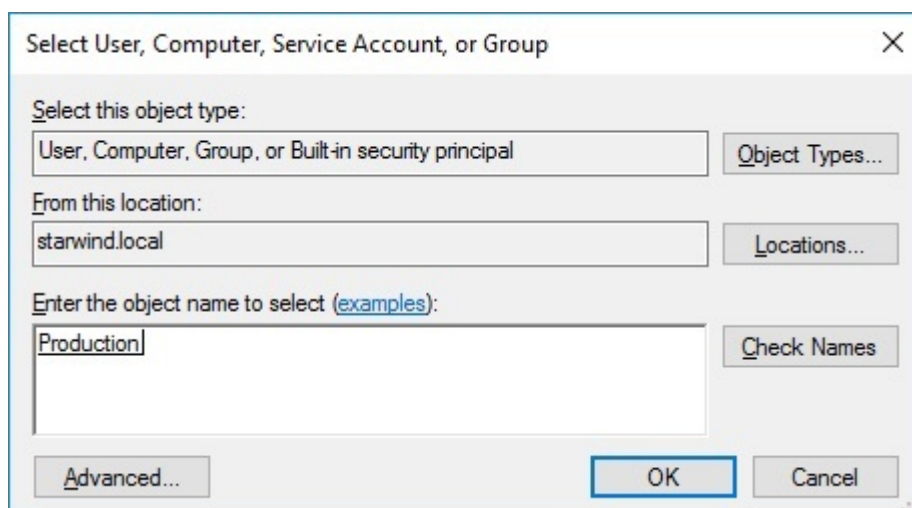 Select User, Computer, Service Account, or Group
Select this object type:
User, Computer, Group, or Built-in security principal
Object Types...
From this location:
starwind.local
Locations...
Enter the object name to select (examples):
Production
Check Names
Advanced...
OK
Cancel